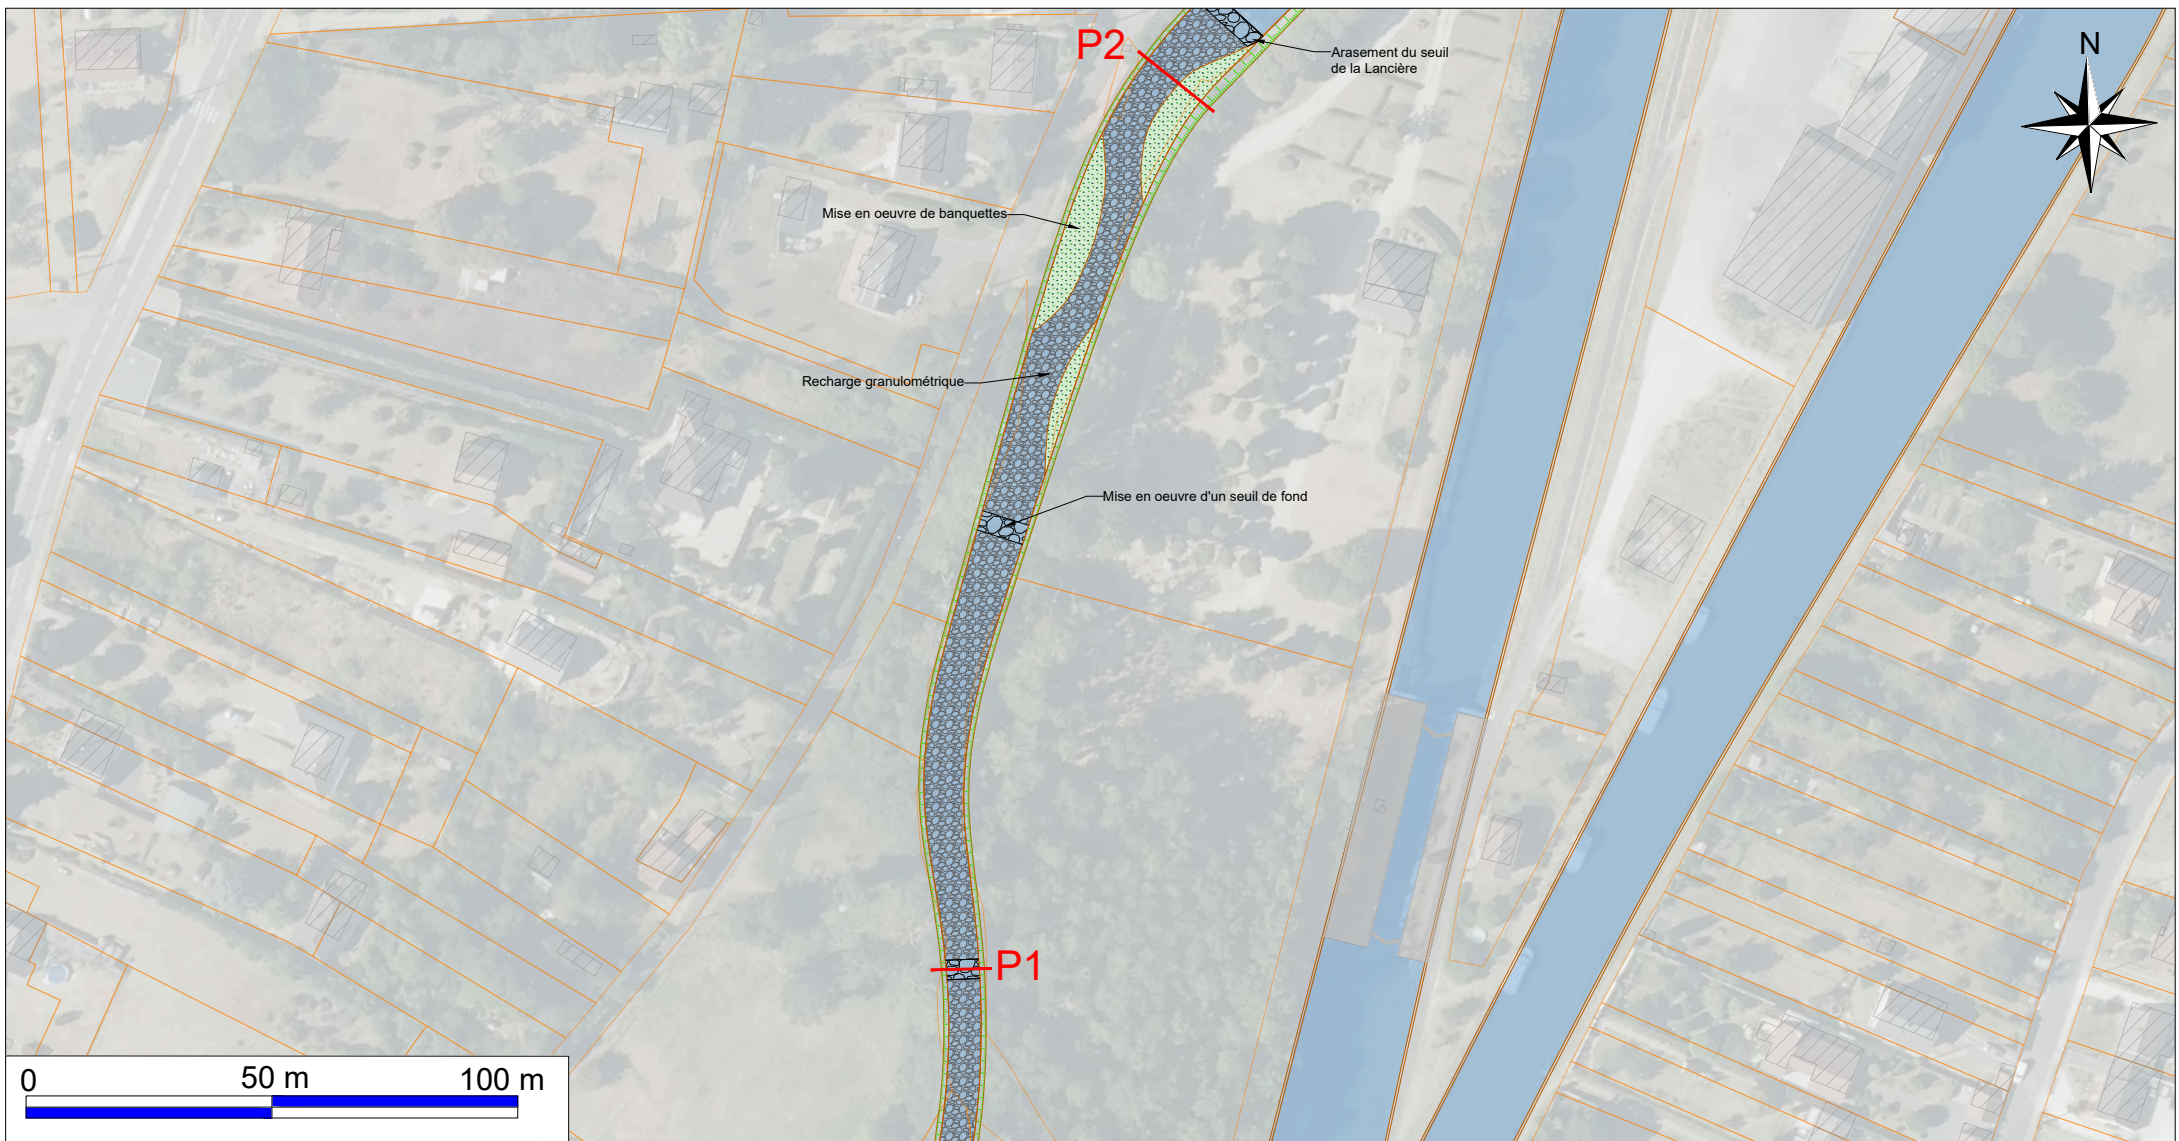 P2
Arasement du seuil
de la Lancière
N
Mise en oeuvre de banquettes
Recharge granulométrique
Mise en oeuvre d'un seuil de fond
P1
0 50 m 100 m